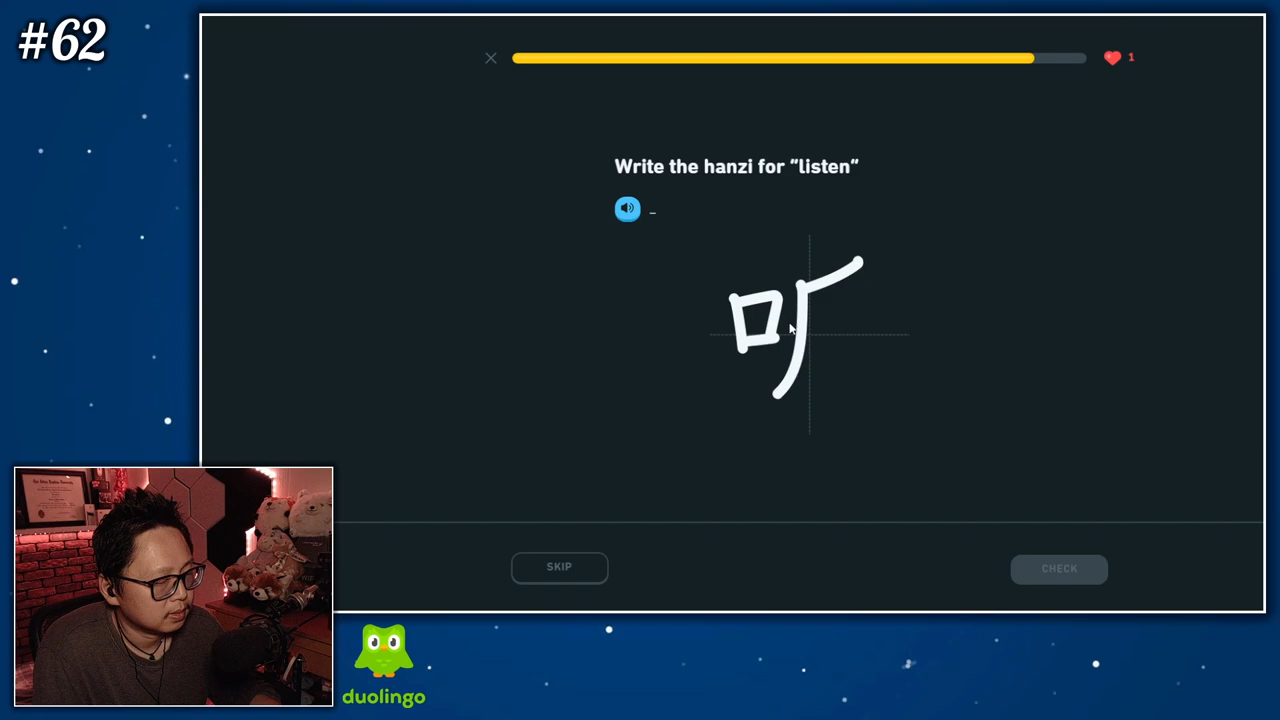 #62
1
Write the hanzi for “listen”
_
SKIP
CHECK
duolingo